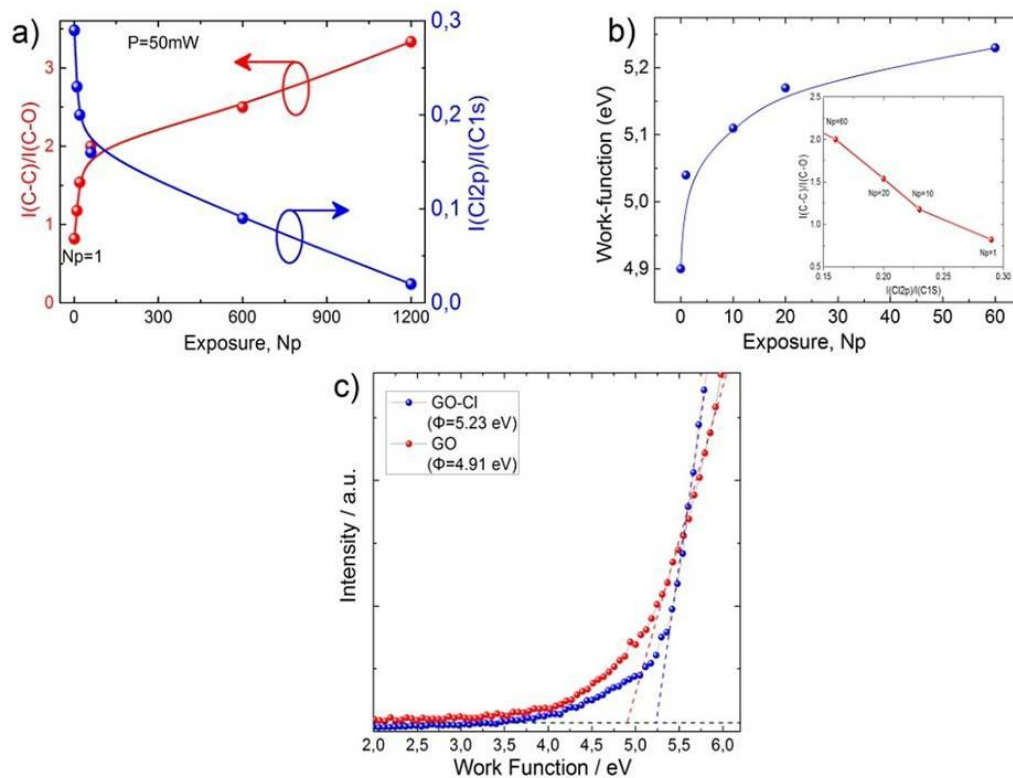 a)
P=50mW
I(C-C)/I(C-O)
3
2
1
0
0,3
0,2
0,1
0,0
I(Cl2p)/I(C1s)
Np=1
0 300 600 900 1200
Exposure, Np
b)
Work-function (eV)
5,2
5,1
5,0
4,9
0 10 20 30 40 50 60
Exposure, Np
I(C-C)/I(C-O)
2.5
2.0
1.5
1.0
0.5
Np=60
Np=20
Np=10
Np=1
0.15 0.20 0.25 0.30
I(Cl2p)/I(C1S)
c)
GO-Cl
(Φ=5.23 eV)
GO
(Φ=4.91 eV)
Intensity / a.u.
2,0 2,5 3,0 3,5 4,0 4,5 5,0 5,5 6,0
Work Function / eV